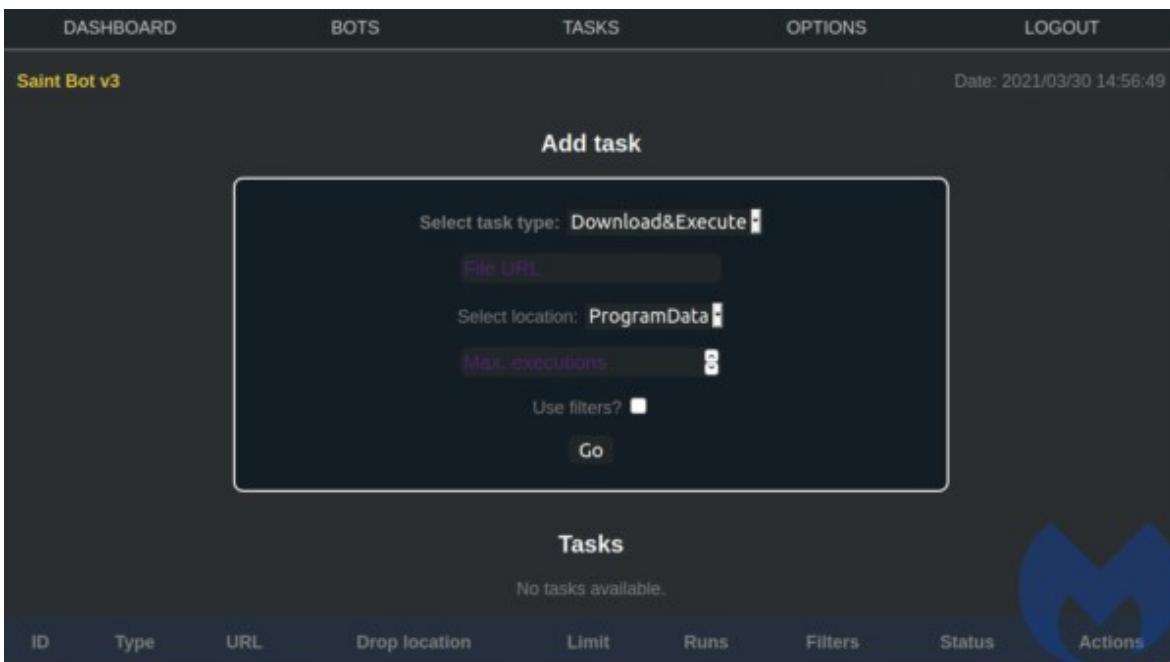 DASHBOARD BOTS TASKS OPTIONS LOGOUT
Saint Bot v3 Date: 2021/03/30 14:56:49
Add task
Select task type: Download&Execute
File URL
Select location: ProgramData
Max. executions
Use filters?
Go
Tasks
No tasks available.
ID Type URL Drop location Limit Runs Filters Status Actions